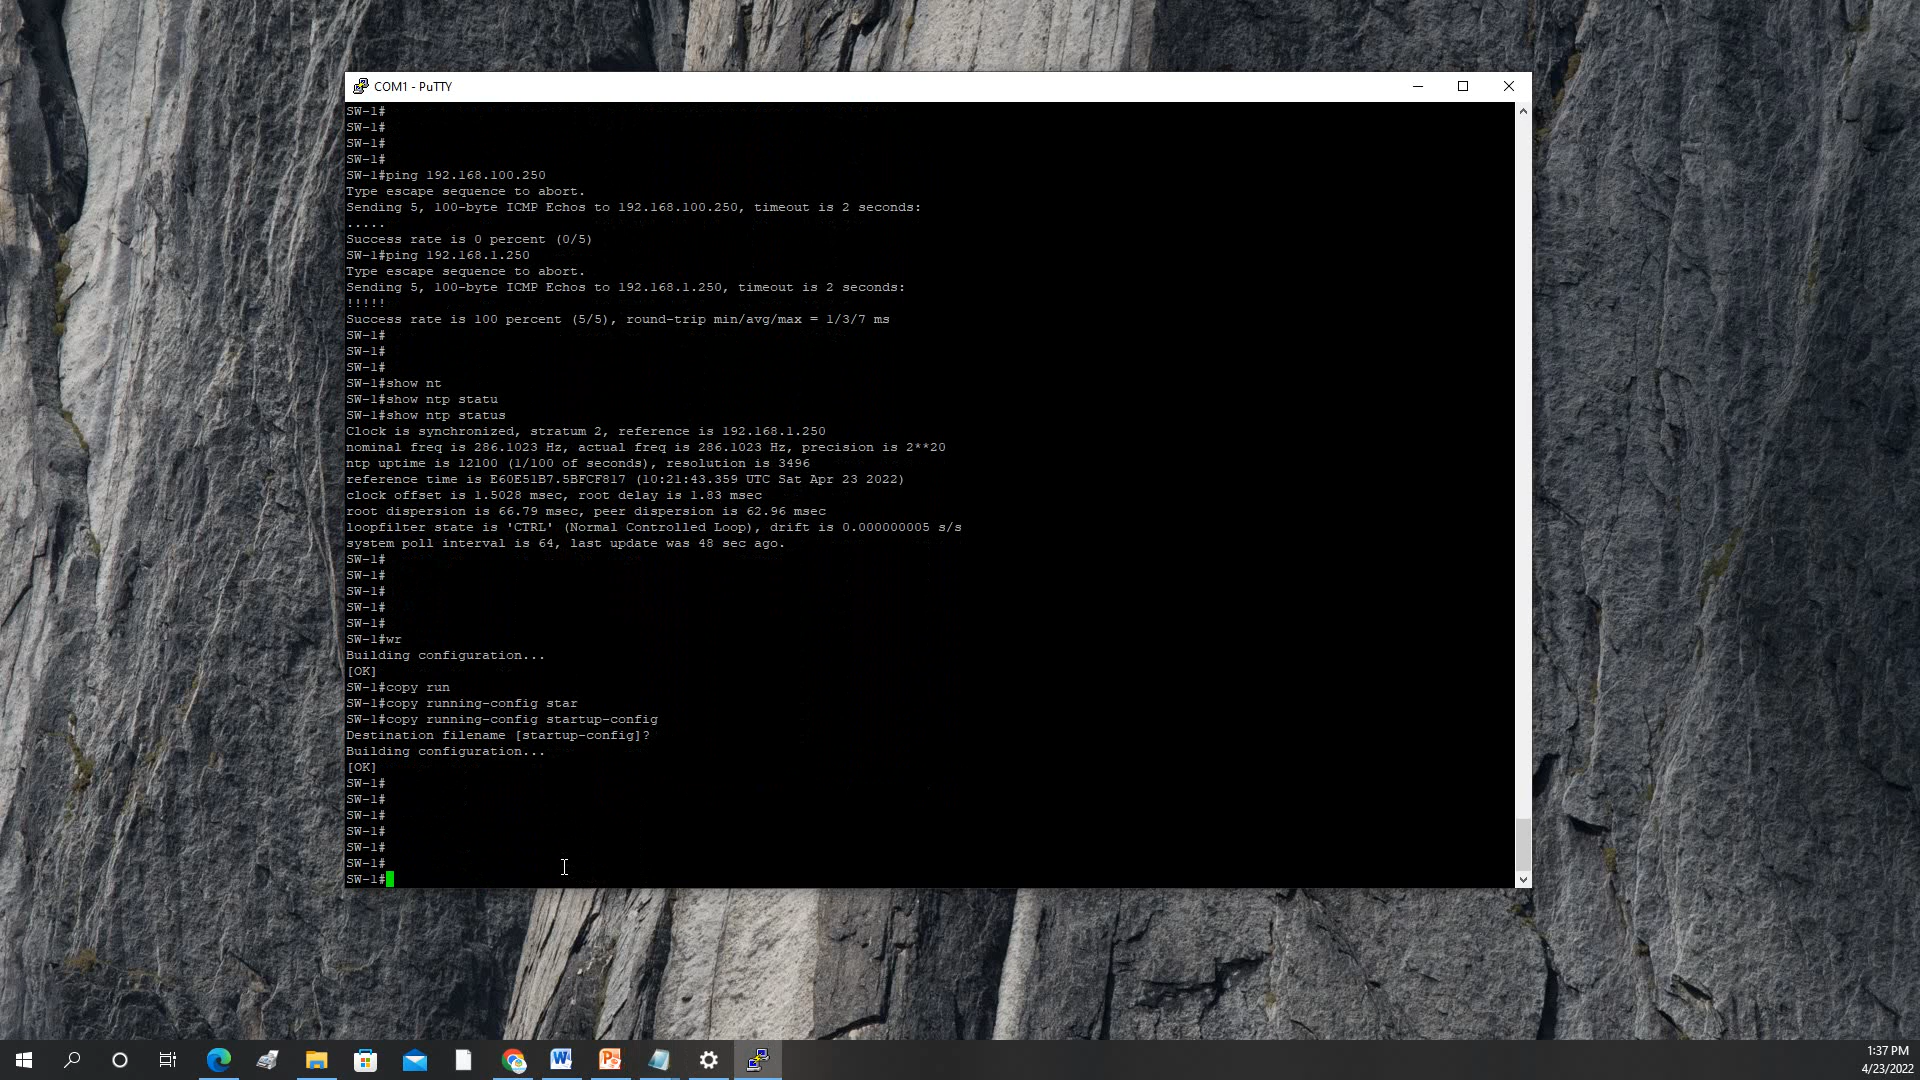 COM1 - PuTTY
SW-1#
SW-1#
SW-1#
SW-1#
SW-1#ping 192.168.100.250
Type escape sequence to abort.
Sending 5, 100-byte ICMP Echos to 192.168.100.250, timeout is 2 seconds:
.....
Success rate is 0 percent (0/5)
SW-1#ping 192.168.1.250
Type escape sequence to abort.
Sending 5, 100-byte ICMP Echos to 192.168.1.250, timeout is 2 seconds:
!!!!!
Success rate is 100 percent (5/5), round-trip min/avg/max = 1/3/7 ms
SW-1#
SW-1#
SW-1#
SW-1#show nt
SW-1#show ntp statu
SW-1#show ntp status
Clock is synchronized, stratum 2, reference is 192.168.1.250
nominal freq is 286.1023 Hz, actual freq is 286.1023 Hz, precision is 2**20
ntp uptime is 12100 (1/100 of seconds), resolution is 3496
reference time is E60E51B7.5BFCF817 (10:21:43.359 UTC Sat Apr 23 2022)
clock offset is 1.5028 msec, root delay is 1.83 msec
root dispersion is 66.79 msec, peer dispersion is 62.96 msec
loopfilter state is 'CTRL' (Normal Controlled Loop), drift is 0.000000005 s/s
system poll interval is 64, last update was 48 sec ago.
SW-1#
SW-1#
SW-1#
SW-1#
SW-1#
SW-1#wr
Building configuration...
[OK]
SW-1#copy run
SW-1#copy running-config star
SW-1#copy running-config startup-config
Destination filename [startup-config]?
Building configuration...
[OK]
SW-1#
SW-1#
SW-1#
SW-1#
SW-1#
SW-1#
SW-1#
1:37 PM
4/23/2022